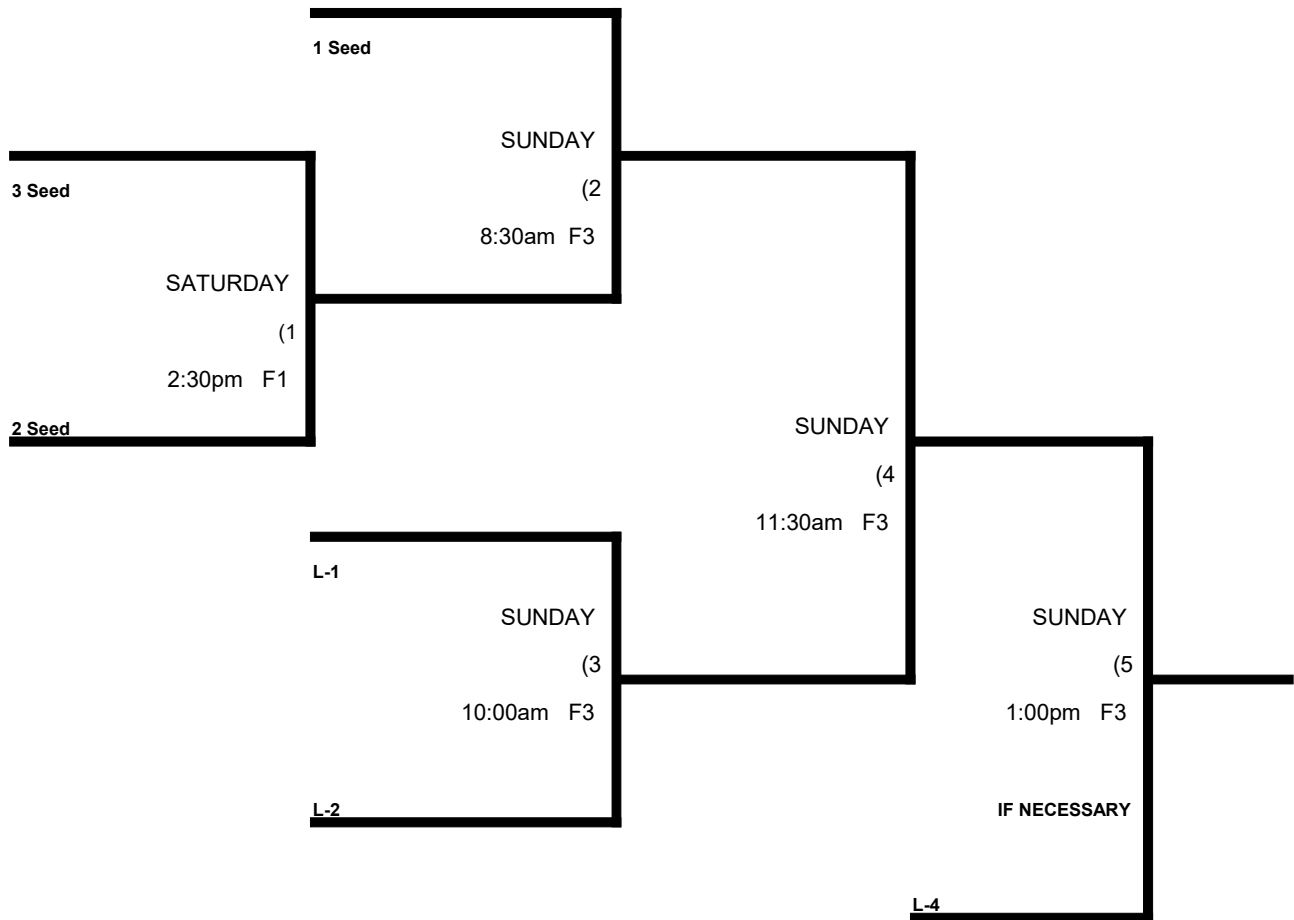 1 Seed
SUNDAY
(2
8:30am F3
3 Seed
SATURDAY
(1
2:30pm F1
2 Seed
SUNDAY
(4
11:30am F3
L-1
SUNDAY
(3
10:00am F3
L-2
SUNDAY
(5
1:00pm F3
IF NECESSARY
L-4